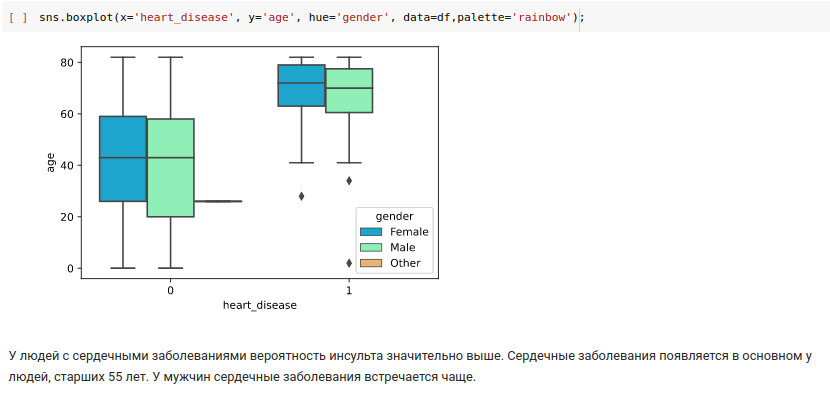 [ ] sns.boxplot(x='heart_disease', y='age', hue='gender', data=df,palette='rainbow');
80
60
40
20
0
age
gender
Female
Male
Other
0 1
heart_disease
У людей с сердечными заболеваниями вероятность инсульта значительно выше. Сердечные заболевания появляется в основном у
людей, старших 55 лет. У мужчин сердечные заболевания встречается чаще.